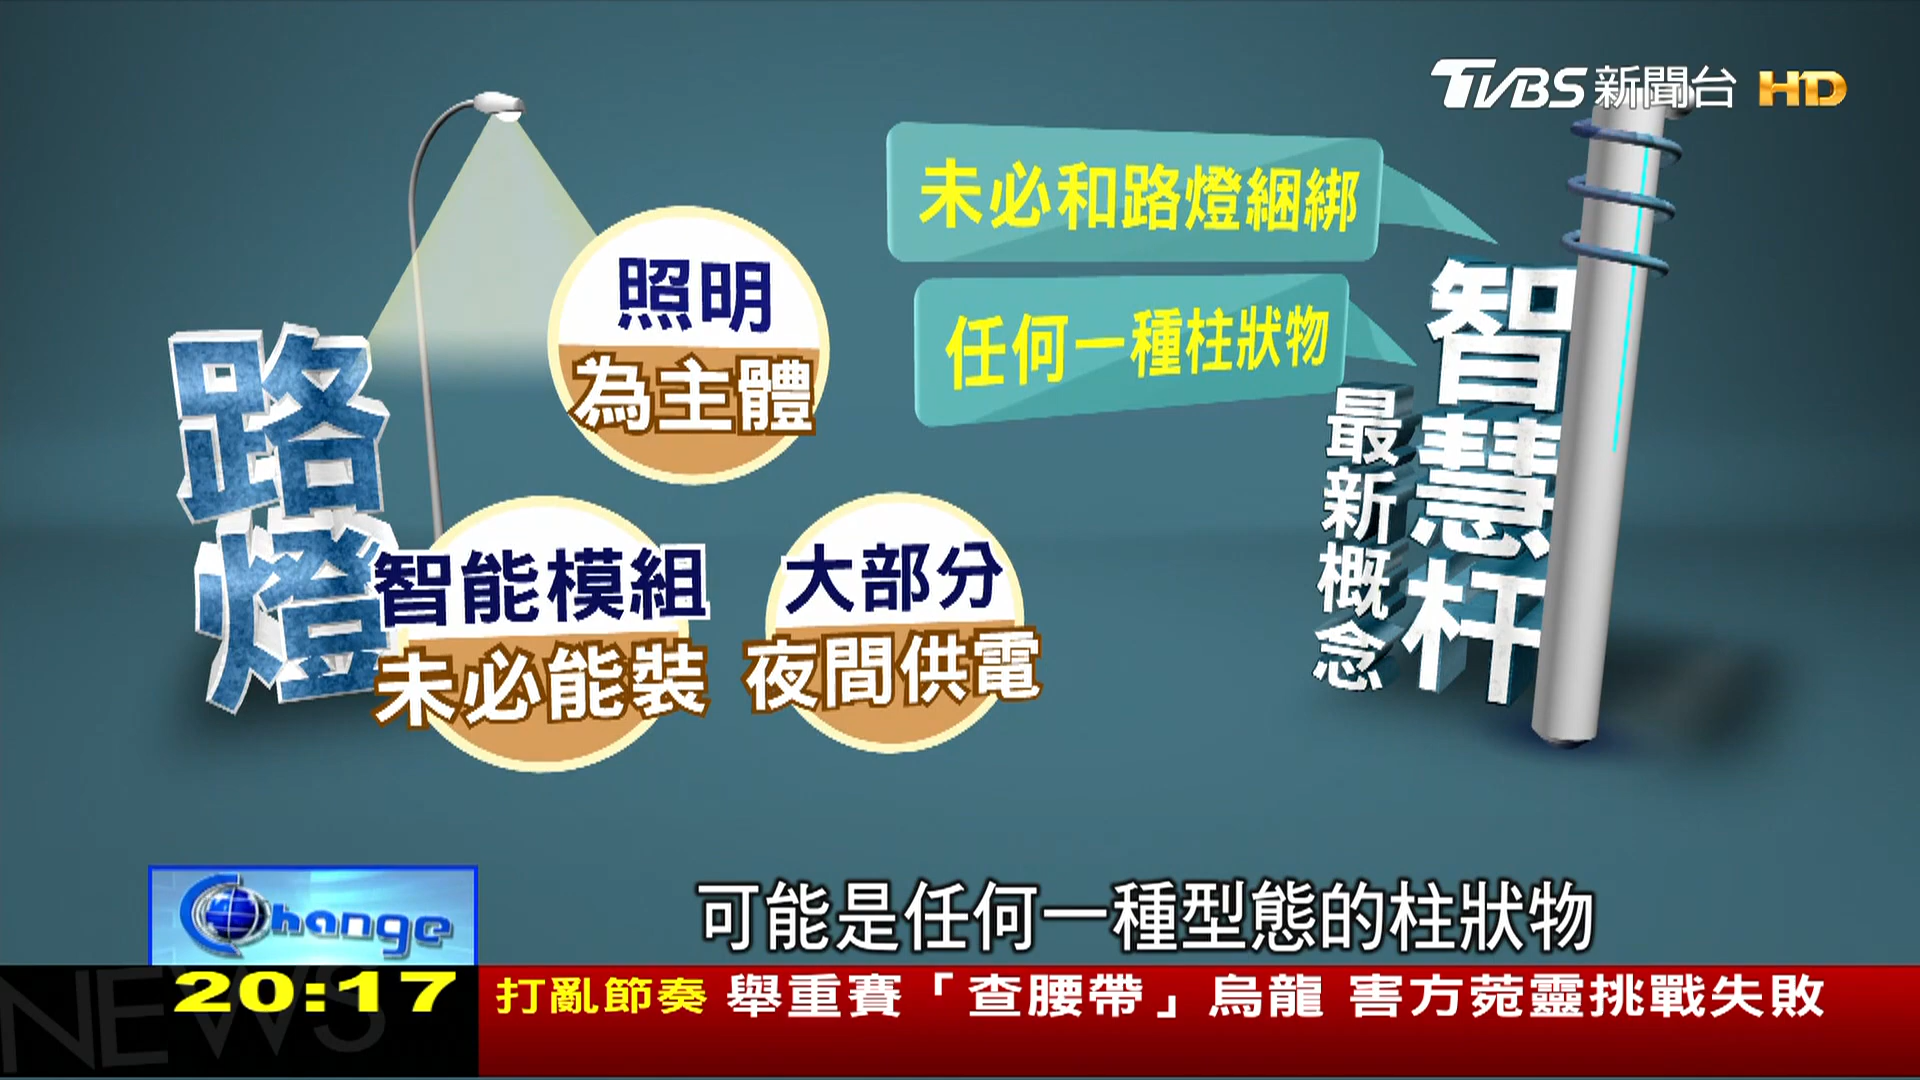 TVBS新聞台 HD
未必和路燈綑綁
任何一種柱狀物
智慧杆
最新概念
路燈
照明
為主體
智能模組
未必能裝
大部分
夜間供電
可能是任何一種型態的柱狀物
Change
NEWS
20:17
打亂節奏 舉重賽「查腰帶」烏龍 害方菀靈挑戰失敗